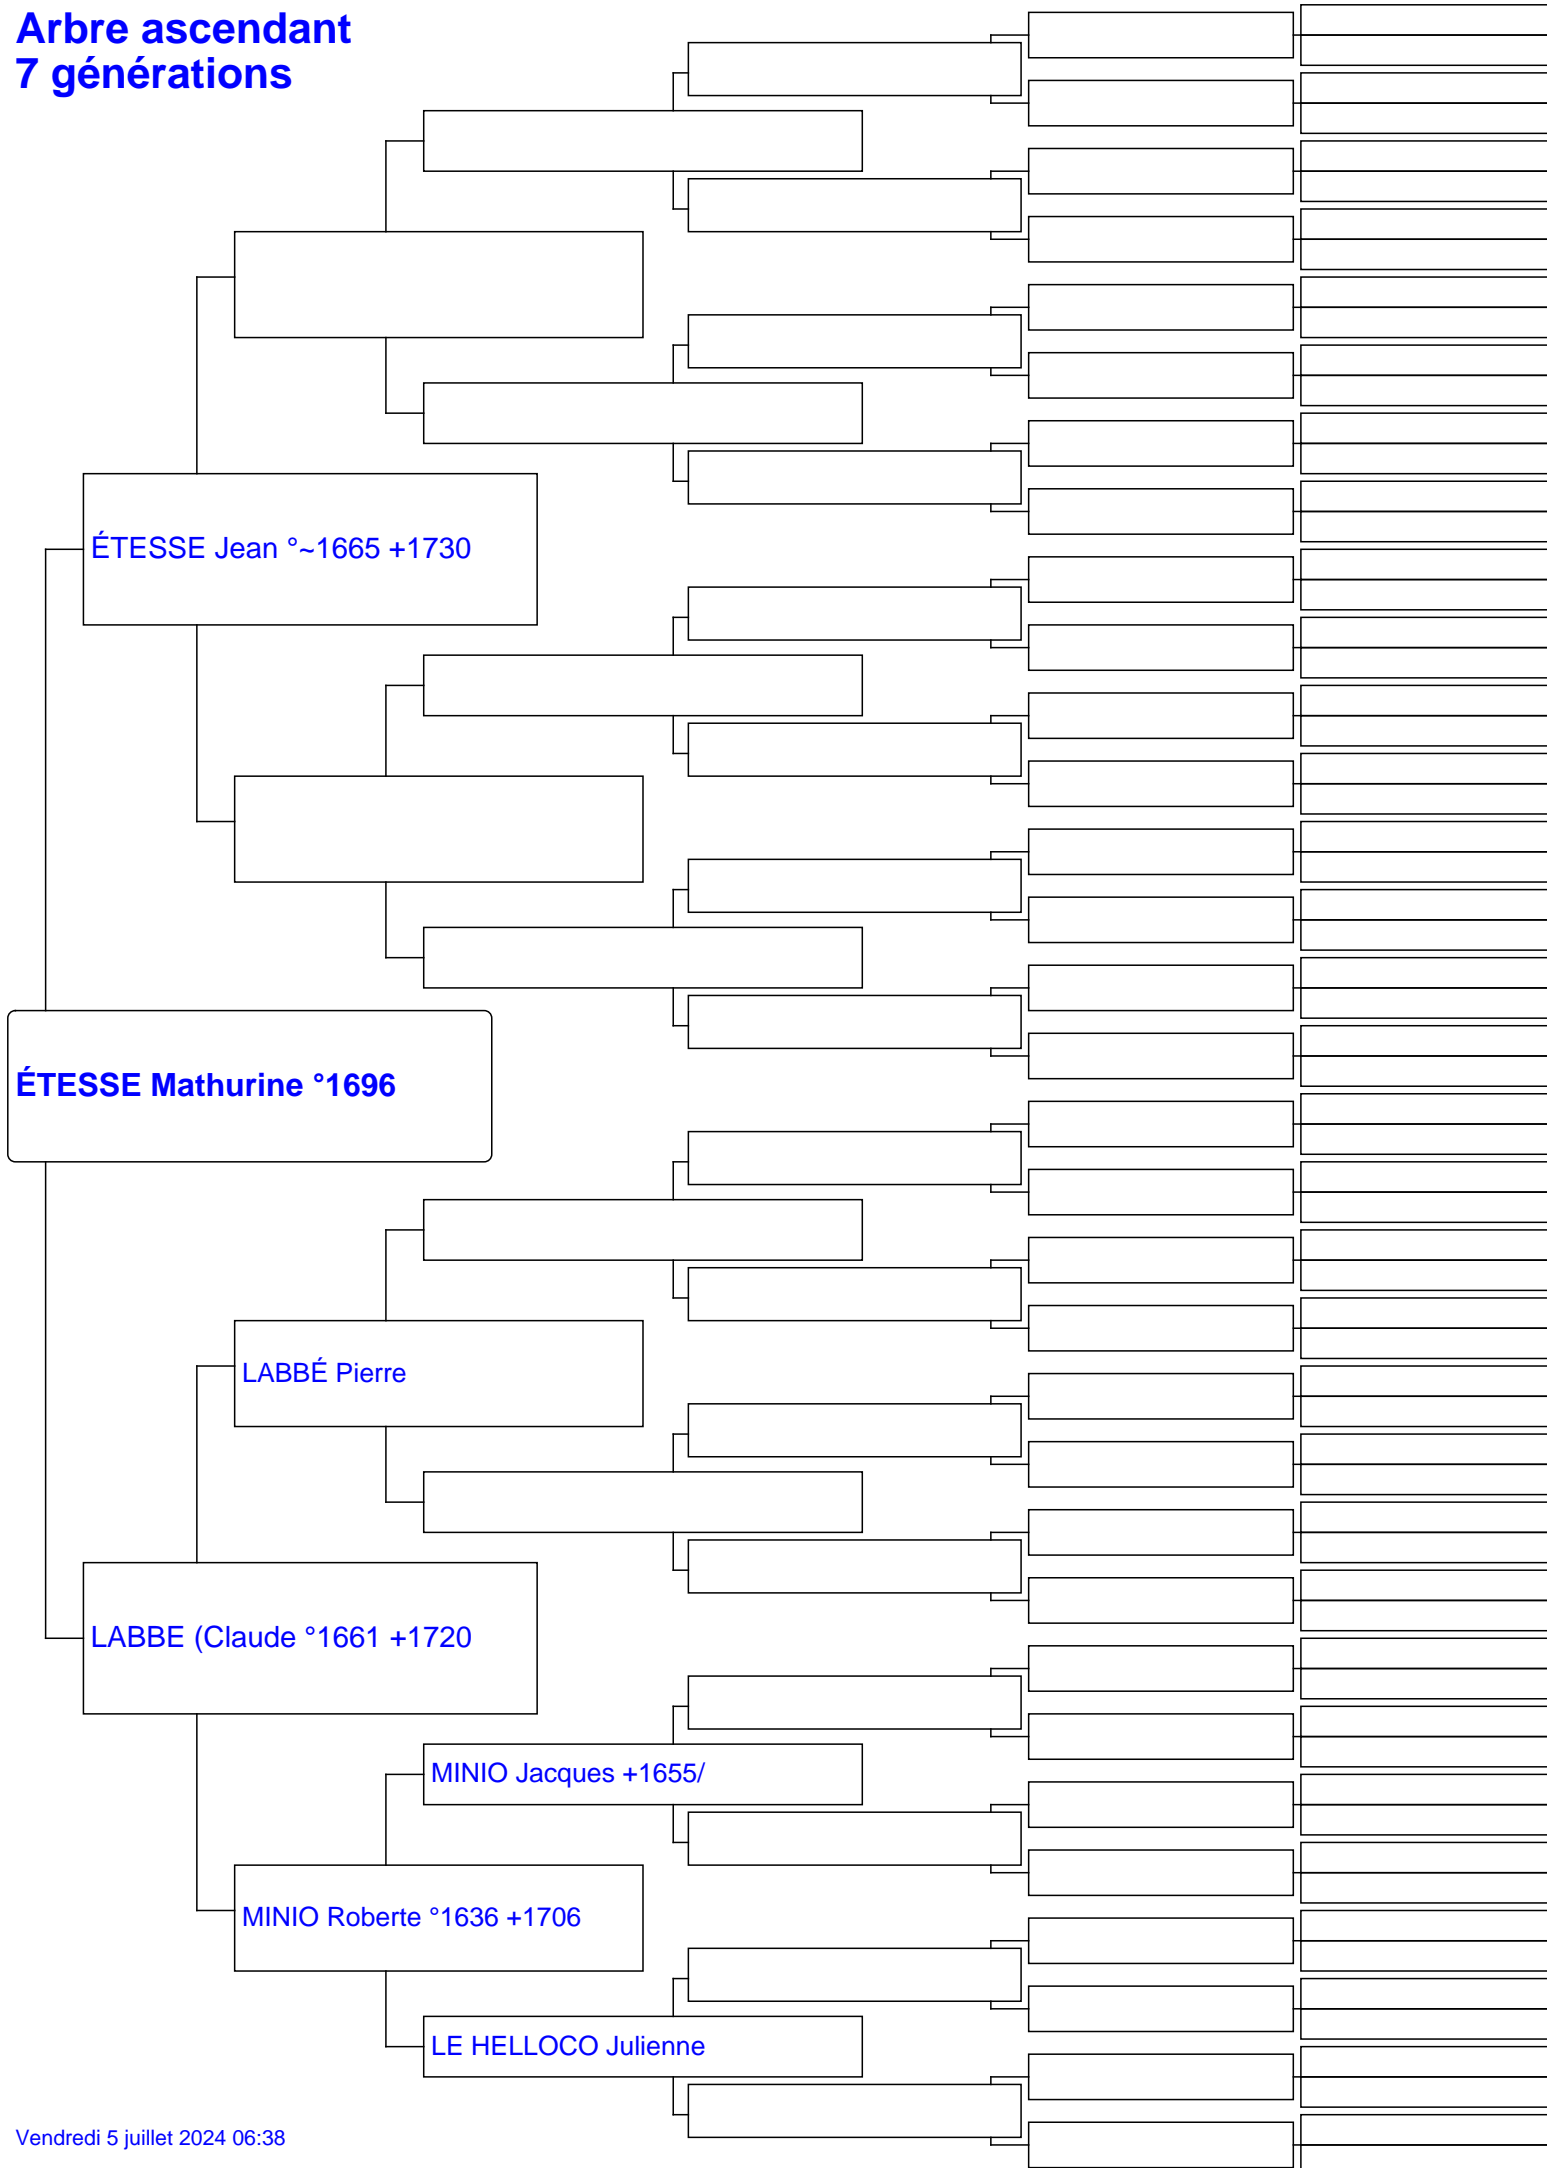 Arbre ascendant
7 générations
ÉTESSE Jean °~1665 +1730
ÉTESSE Mathurine °1696
LABBÉ Pierre
LABBE (Claude °1661 +1720
MINIO Jacques +1655/
MINIO Roberte °1636 +1706
LE HELLOCO Julienne
Vendredi 5 juillet 2024 06:38